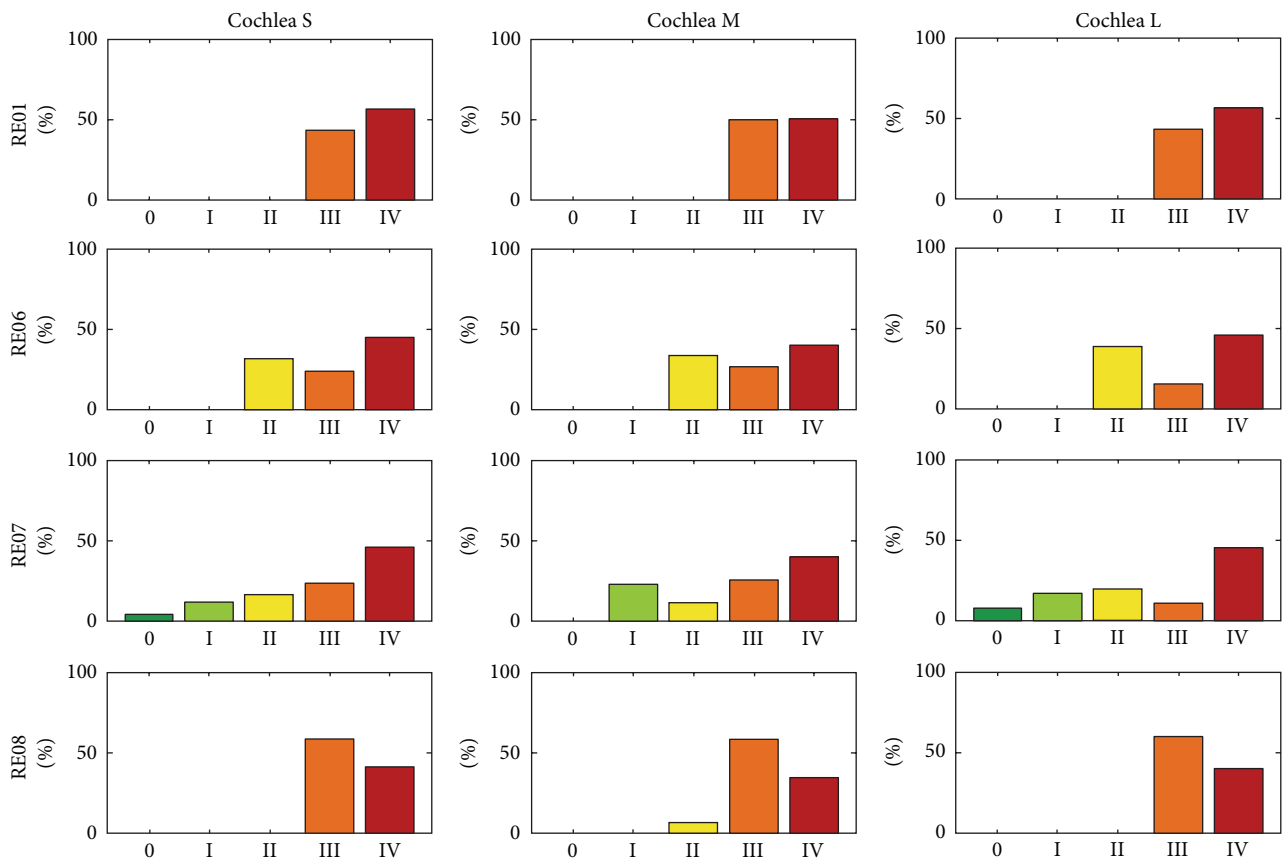 Cochlea S Cochlea M Cochlea L
100 100 100
RE01 (%) 50 (%) 50 (%) 50
0 0 0
0 I II III IV 0 I II III IV 0 I II III IV
100 100 100
RE06 (%) 50 (%) 50 (%) 50
0 0 0
0 I II III IV 0 I II III IV 0 I II III IV
100 100 100
RE07 (%) 50 (%) 50 (%) 50
0 0 0
0 I II III IV 0 I II III IV 0 I II III IV
100 100 100
RE08 (%) 50 (%) 50 (%) 50
0 0 0
0 I II III IV 0 I II III IV 0 I II III IV